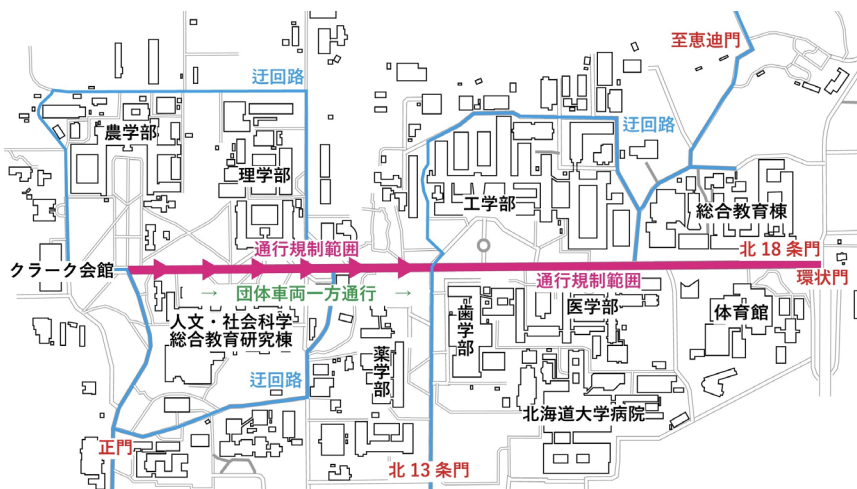 至恵迪門
迂回路
迂回路
農学部
理学部
工学部
総合教育棟
通行規制範囲
北 18 条門
クラーク会館
通行規制範囲
環状門
→ 団体車両一方通行 →
人文・社会科学
総合教育研究棟
歯学部
医学部
体育館
薬学部
迂回路
北海道大学病院
正門
北 13 条門